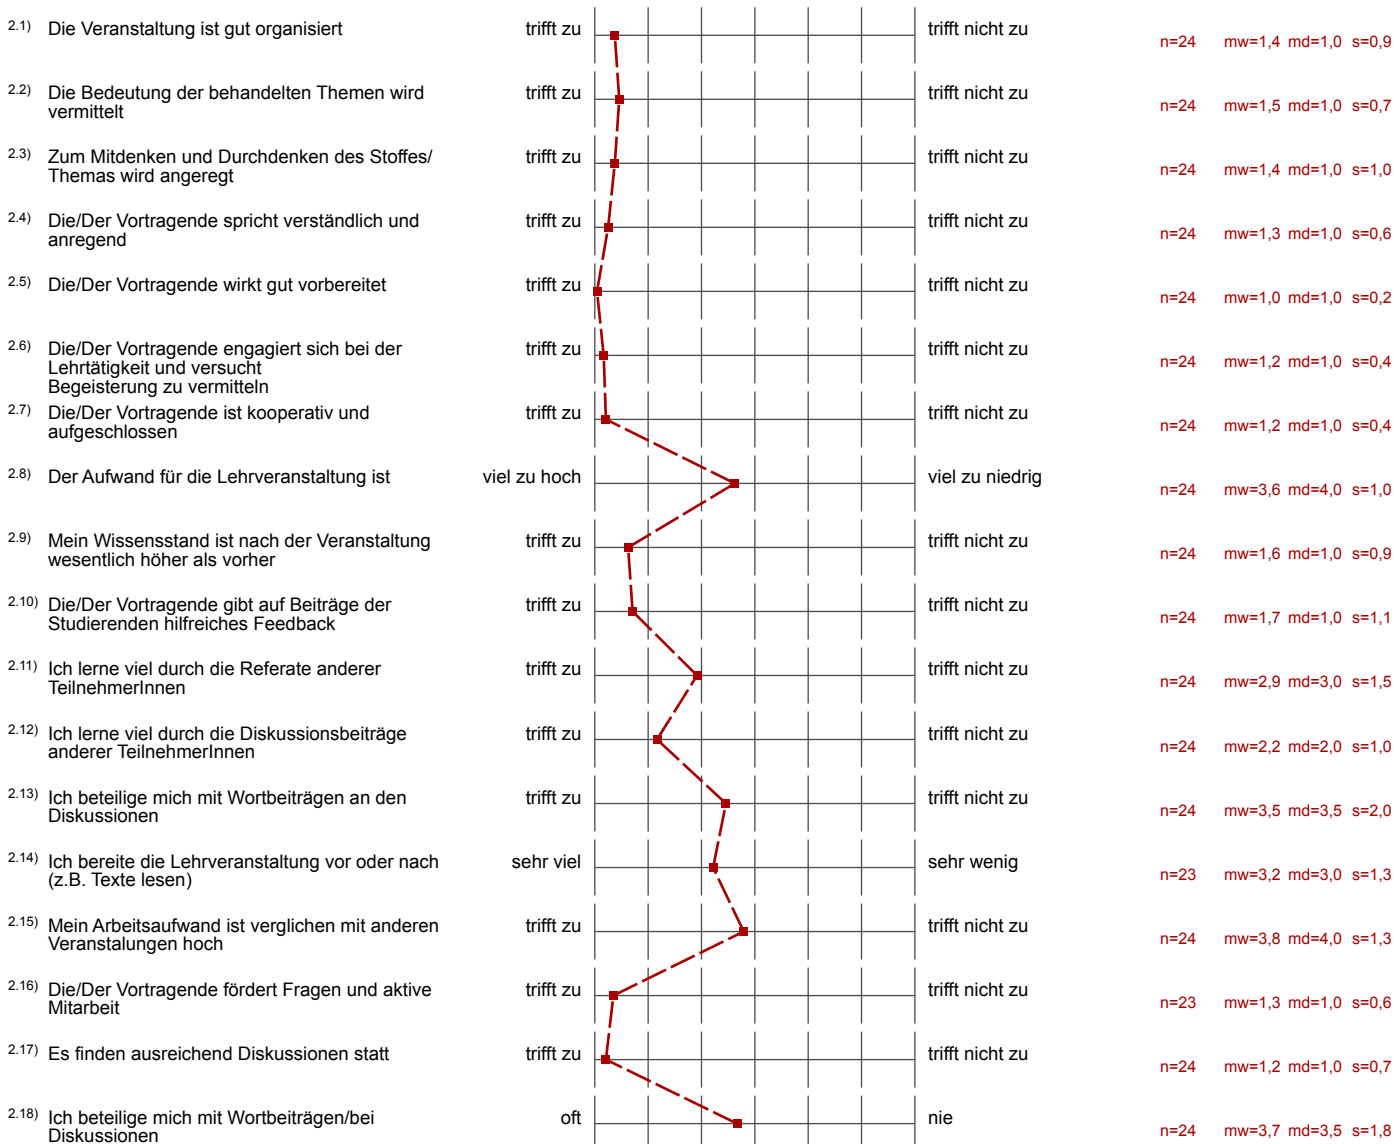 2.1) Die Veranstaltung ist gut organisiert trifft zu trifft nicht zu n=24 mw=1,4 md=1,0 s=0,9
2.2) Die Bedeutung der behandelten Themen wird trifft zu trifft nicht zu n=24 mw=1,5 md=1,0 s=0,7
vermittelt
2.3) Zum Mitdenken und Durchdenken des Stoffes/ trifft zu trifft nicht zu n=24 mw=1,4 md=1,0 s=1,0
Themas wird angeregt
2.4) Die/Der Vortragende spricht verständlich und trifft zu trifft nicht zu n=24 mw=1,3 md=1,0 s=0,6
anregend
2.5) Die/Der Vortragende wirkt gut vorbereitet trifft zu trifft nicht zu n=24 mw=1,0 md=1,0 s=0,2
2.6) Die/Der Vortragende engagiert sich bei der trifft zu trifft nicht zu n=24 mw=1,2 md=1,0 s=0,4
Lehrtätigkeit und versucht
Begeisterung zu vermitteln
2.7) Die/Der Vortragende ist kooperativ und trifft zu trifft nicht zu n=24 mw=1,2 md=1,0 s=0,4
aufgeschlossen
2.8) Der Aufwand für die Lehrveranstaltung ist viel zu hoch viel zu niedrig n=24 mw=3,6 md=4,0 s=1,0
2.9) Mein Wissensstand ist nach der Veranstaltung trifft zu trifft nicht zu n=24 mw=1,6 md=1,0 s=0,9
wesentlich höher als vorher
2.10) Die/Der Vortragende gibt auf Beiträge der trifft zu trifft nicht zu n=24 mw=1,7 md=1,0 s=1,1
Studierenden hilfreiches Feedback
2.11) Ich lerne viel durch die Referate anderer trifft zu trifft nicht zu n=24 mw=2,9 md=3,0 s=1,5
TeilnehmerInnen
2.12) Ich lerne viel durch die Diskussionsbeiträge trifft zu trifft nicht zu n=24 mw=2,2 md=2,0 s=1,0
anderer TeilnehmerInnen
2.13) Ich beteilige mich mit Wortbeiträgen an den trifft zu trifft nicht zu n=24 mw=3,5 md=3,5 s=2,0
Diskussionen
2.14) Ich bereite die Lehrveranstaltung vor oder nach sehr viel sehr wenig n=23 mw=3,2 md=3,0 s=1,3
(z.B. Texte lesen)
2.15) Mein Arbeitsaufwand ist verglichen mit anderen trifft zu trifft nicht zu n=24 mw=3,8 md=4,0 s=1,3
Veranstalungen hoch
2.16) Die/Der Vortragende fördert Fragen und aktive trifft zu trifft nicht zu n=23 mw=1,3 md=1,0 s=0,6
Mitarbeit
2.17) Es finden ausreichend Diskussionen statt trifft zu trifft nicht zu n=24 mw=1,2 md=1,0 s=0,7
2.18) Ich beteilige mich mit Wortbeiträgen/bei oft nie n=24 mw=3,7 md=3,5 s=1,8
Diskussionen